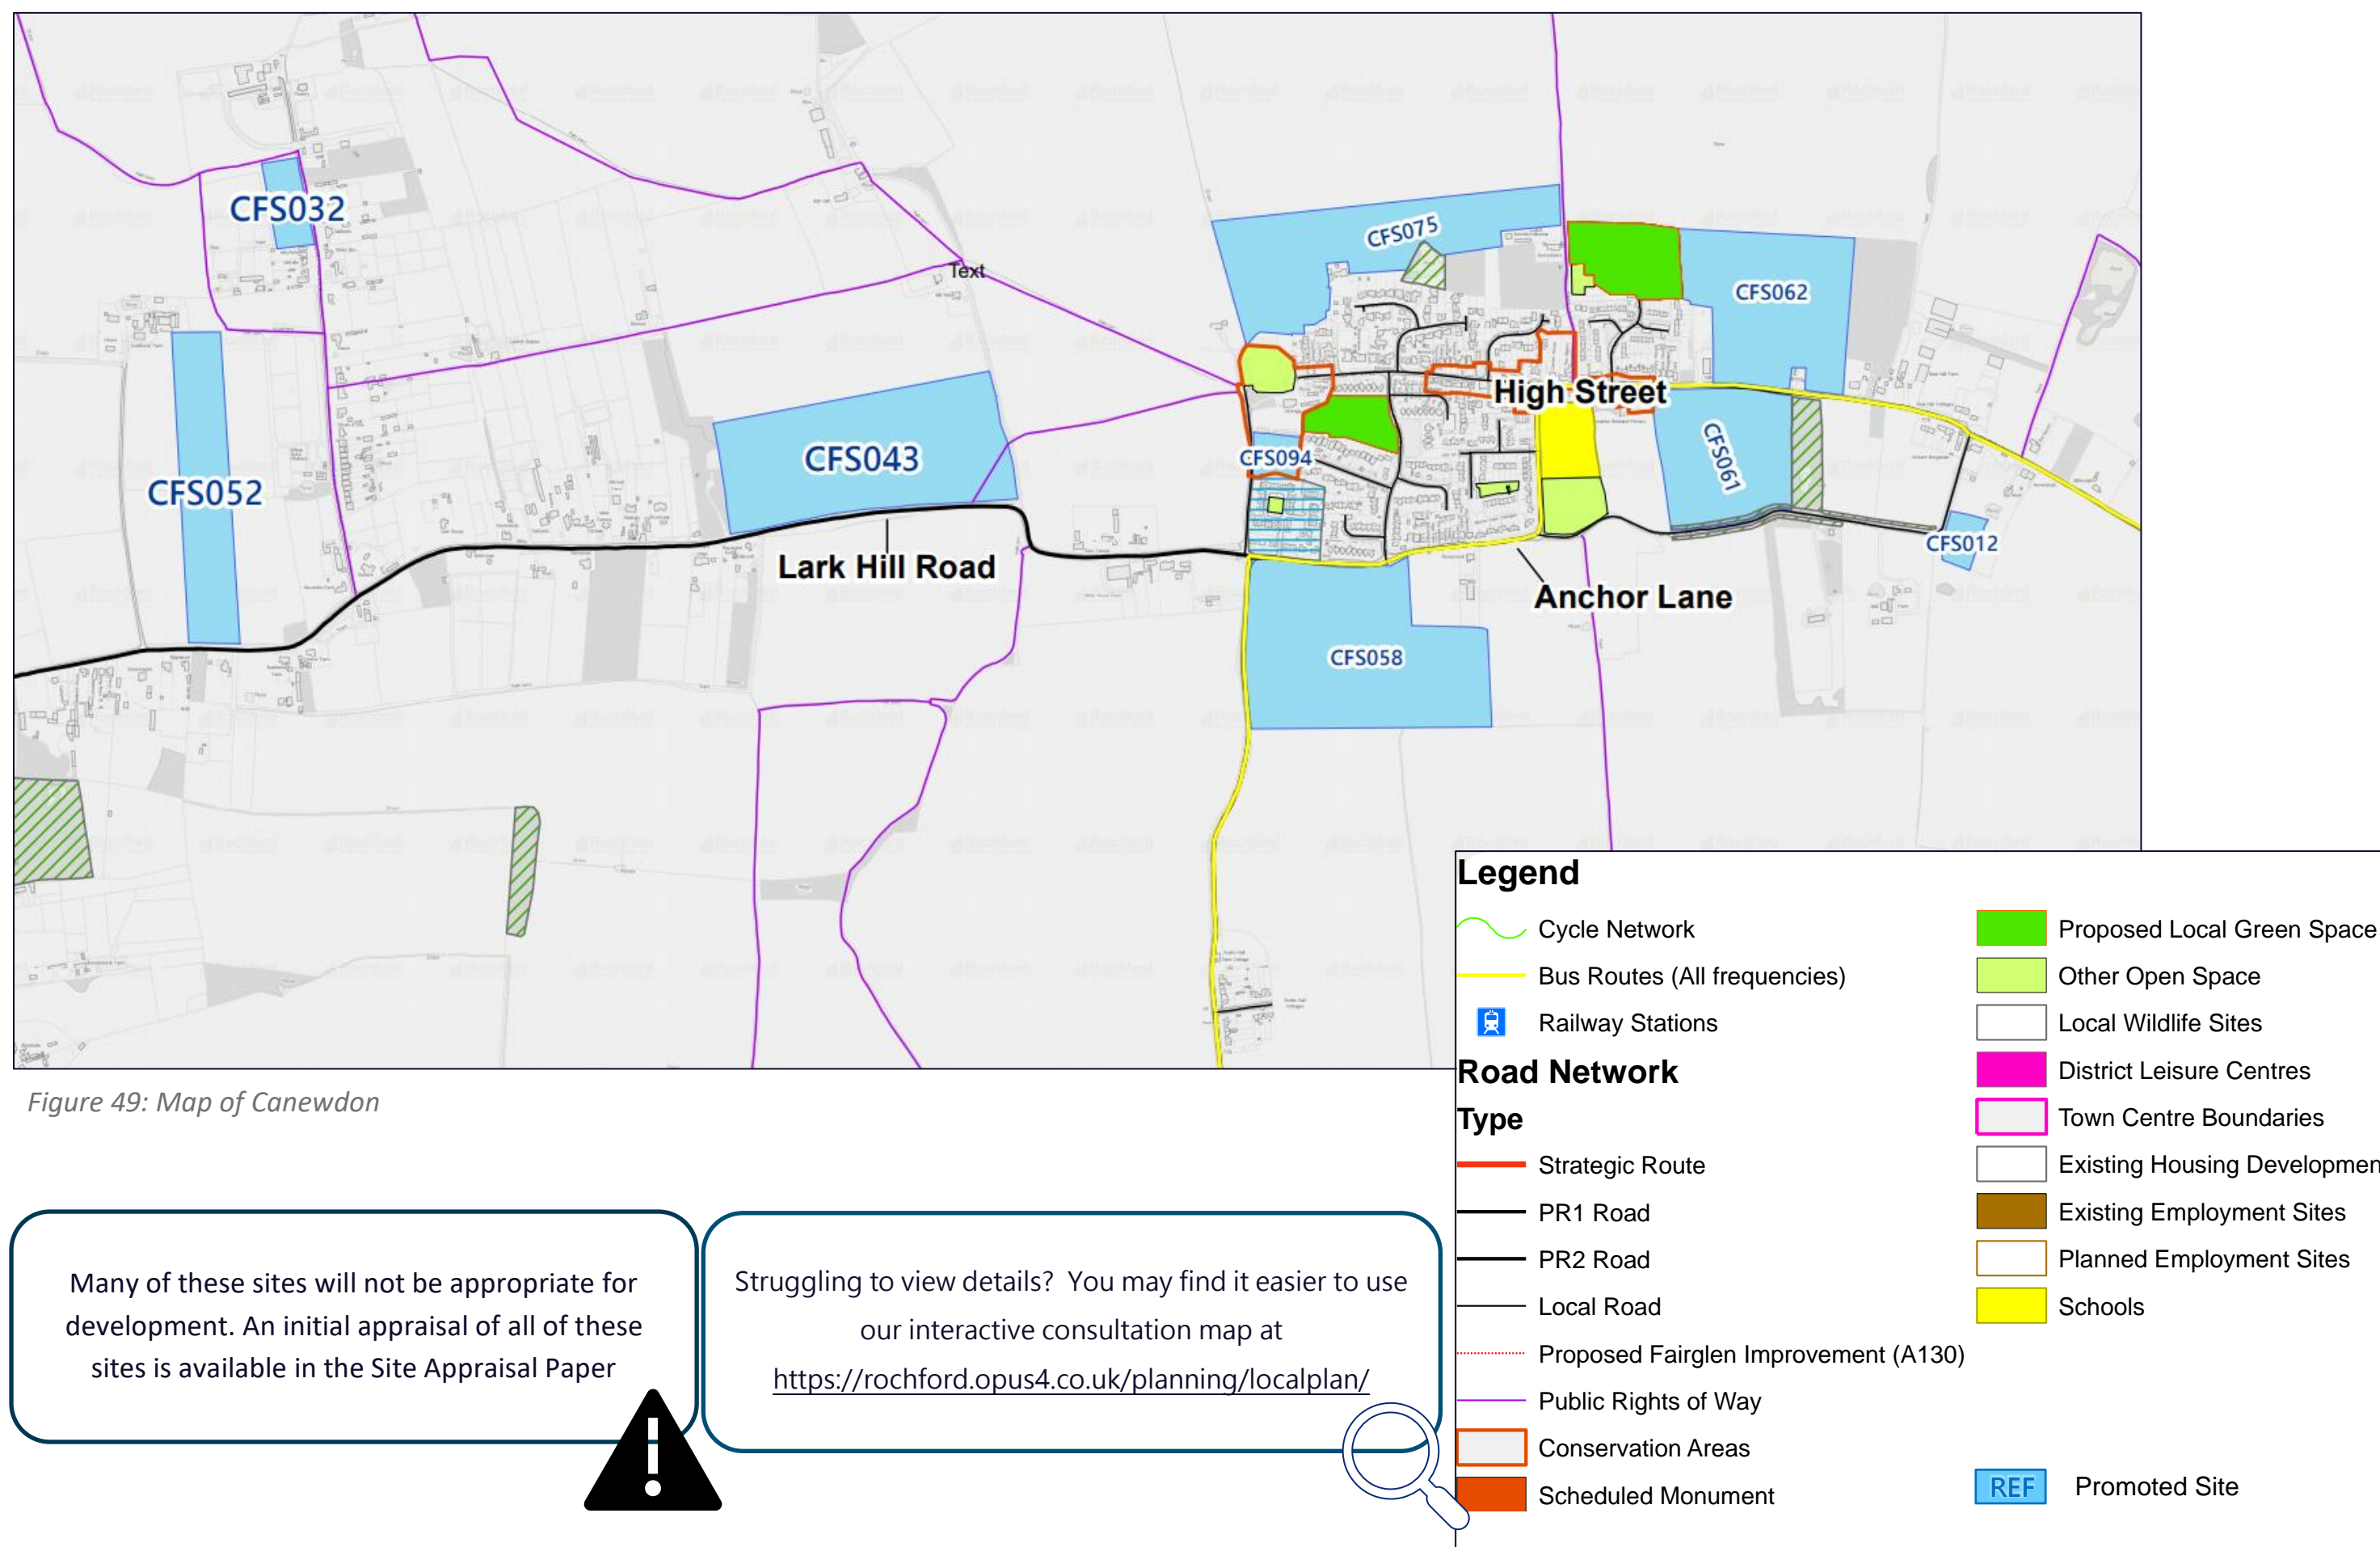 CFS032
CFS075
Text
CFS062
High Street
CFS043
CFS094
CFS061
CFS052
CFS012
Lark Hill Road
Anchor Lane
CFS058
Figure 49: Map of Canewdon
Many of these sites will not be appropriate for
development. An initial appraisal of all of these
sites is available in the Site Appraisal Paper
Struggling to view details? You may find it easier to use
our interactive consultation map at
https://rochford.opus4.co.uk/planning/localplan/
Legend
Cycle Network
Bus Routes (All frequencies)
Railway Stations
Road Network
Type
Strategic Route
PR1 Road
PR2 Road
Local Road
Proposed Fairglen Improvement (A130)
Public Rights of Way
Conservation Areas
Scheduled Monument
Proposed Local Green Space
Other Open Space
Local Wildlife Sites
District Leisure Centres
Town Centre Boundaries
Existing Housing Developmen
Existing Employment Sites
Planned Employment Sites
Schools
REF Promoted Site